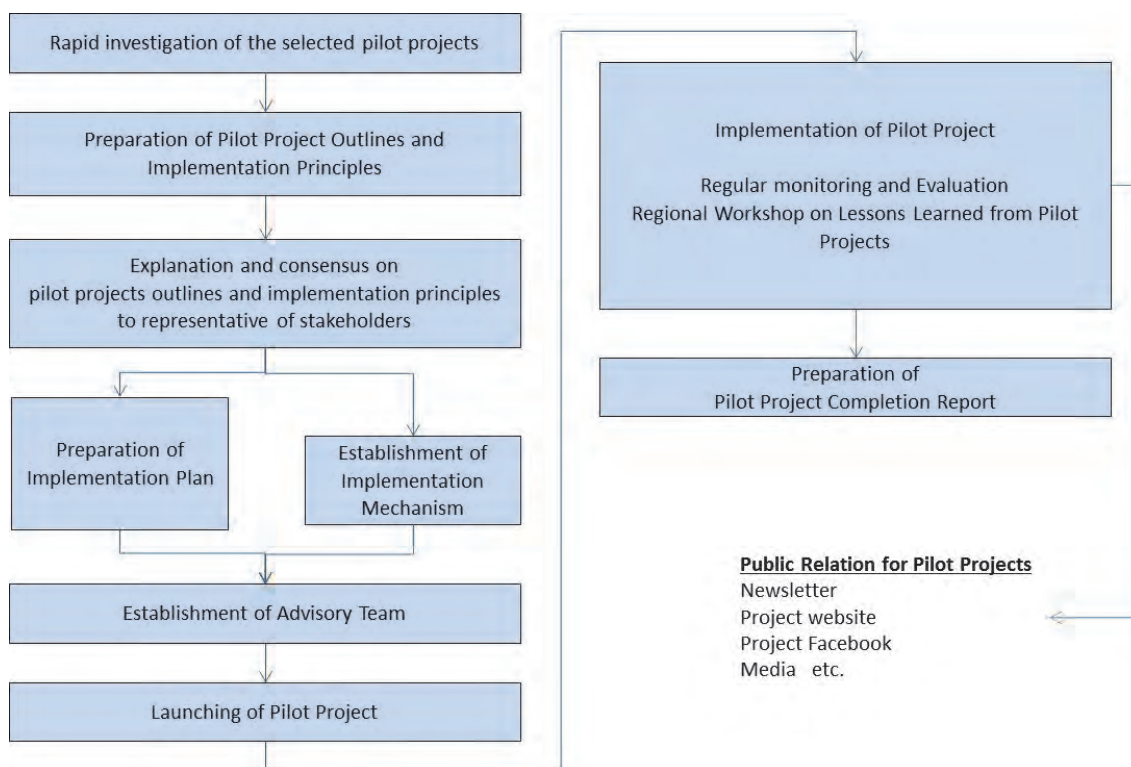 Rapid investigation of the selected pilot projects
Preparation of Pilot Project Outlines and
Implementation Principles
Explanation and consensus on
pilot projects outlines and implementation principles
to representative of stakeholders
Preparation of
Implementation Plan
Establishment of
Implementation
Mechanism
Establishment of Advisory Team
Launching of Pilot Project
Implementation of Pilot Project
Regular monitoring and Evaluation
Regional Workshop on Lessons Learned from Pilot
Projects
Preparation of
Pilot Project Completion Report
Public Relation for Pilot Projects
Newsletter
Project website
Project Facebook
Media etc.